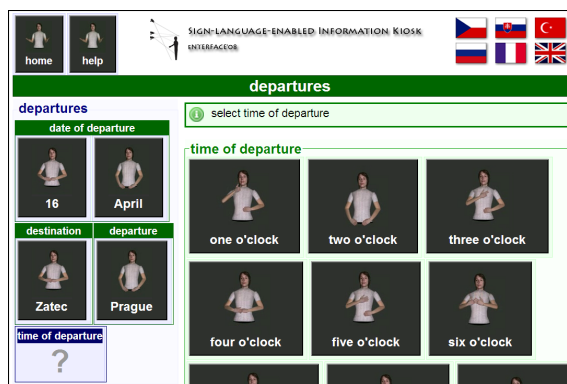 home
help
SIGN-LANGUAGE-ENABLED INFORMATION KIOSK
ENTERFACE'08
departures
departures
date of departure
16
April
destination
departure
Zatec
Prague
time of departure
?
select time of departure
time of departure
one o'clock
two o'clock
three o'clock
four o'clock
five o'clock
six o'clock